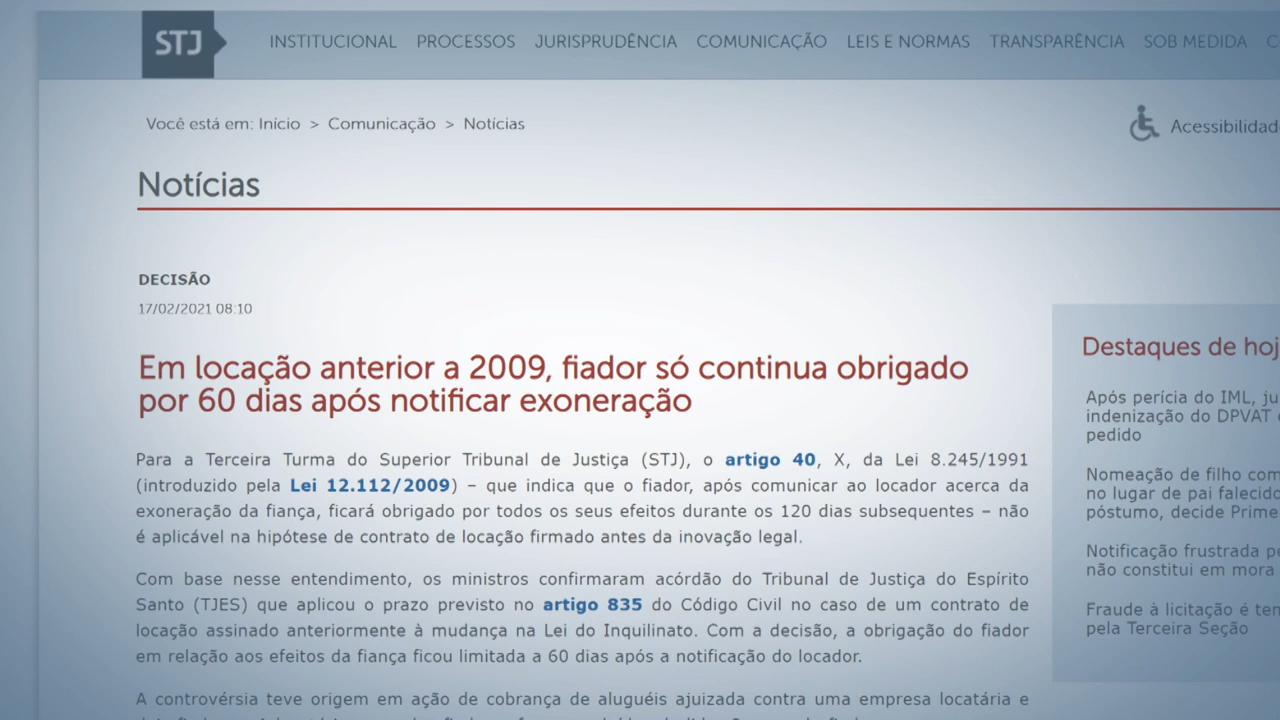 STJ
INSTITUCIONAL PROCESSOS JURISPRUDÊNCIA COMUNICAÇÃO LEIS E NORMAS TRANSPARÊNCIA SOB MEDIDA
Você está em: Início > Comunicação > Notícias
Acessibilidad
Notícias
DECISÃO
17/02/2021 08:10
Em locação anterior a 2009, fiador só continua obrigado
por 60 dias após notificar exoneração
Para a Terceira Turma do Superior Tribunal de Justiça (STJ), o artigo 40, X, da Lei 8.245/1991
(introduzido pela Lei 12.112/2009) – que indica que o fiador, após comunicar ao locador acerca da
exoneração da fiança, ficará obrigado por todos os seus efeitos durante os 120 dias subsequentes – não
é aplicável na hipótese de contrato de locação firmado antes da inovação legal.
Com base nesse entendimento, os ministros confirmaram acórdão do Tribunal de Justiça do Espírito
Santo (TJES) que aplicou o prazo previsto no artigo 835 do Código Civil no caso de um contrato de
locação assinado anteriormente à mudança na Lei do Inquilinato. Com a decisão, a obrigação do fiador
em relação aos efeitos da fiança ficou limitada a 60 dias após a notificação do locador.
A controvérsia teve origem em ação de cobrança de aluguéis ajuizada contra uma empresa locatária e
Destaques de hoj
Após perícia do IML, ju
indenização do DPVAT
pedido
Nomeação de filho com
no lugar de pai falecido
póstumo, decide Prime
Notificação frustrada pe
não constitui em mora
Fraude à licitação é ten
pela Terceira Seção